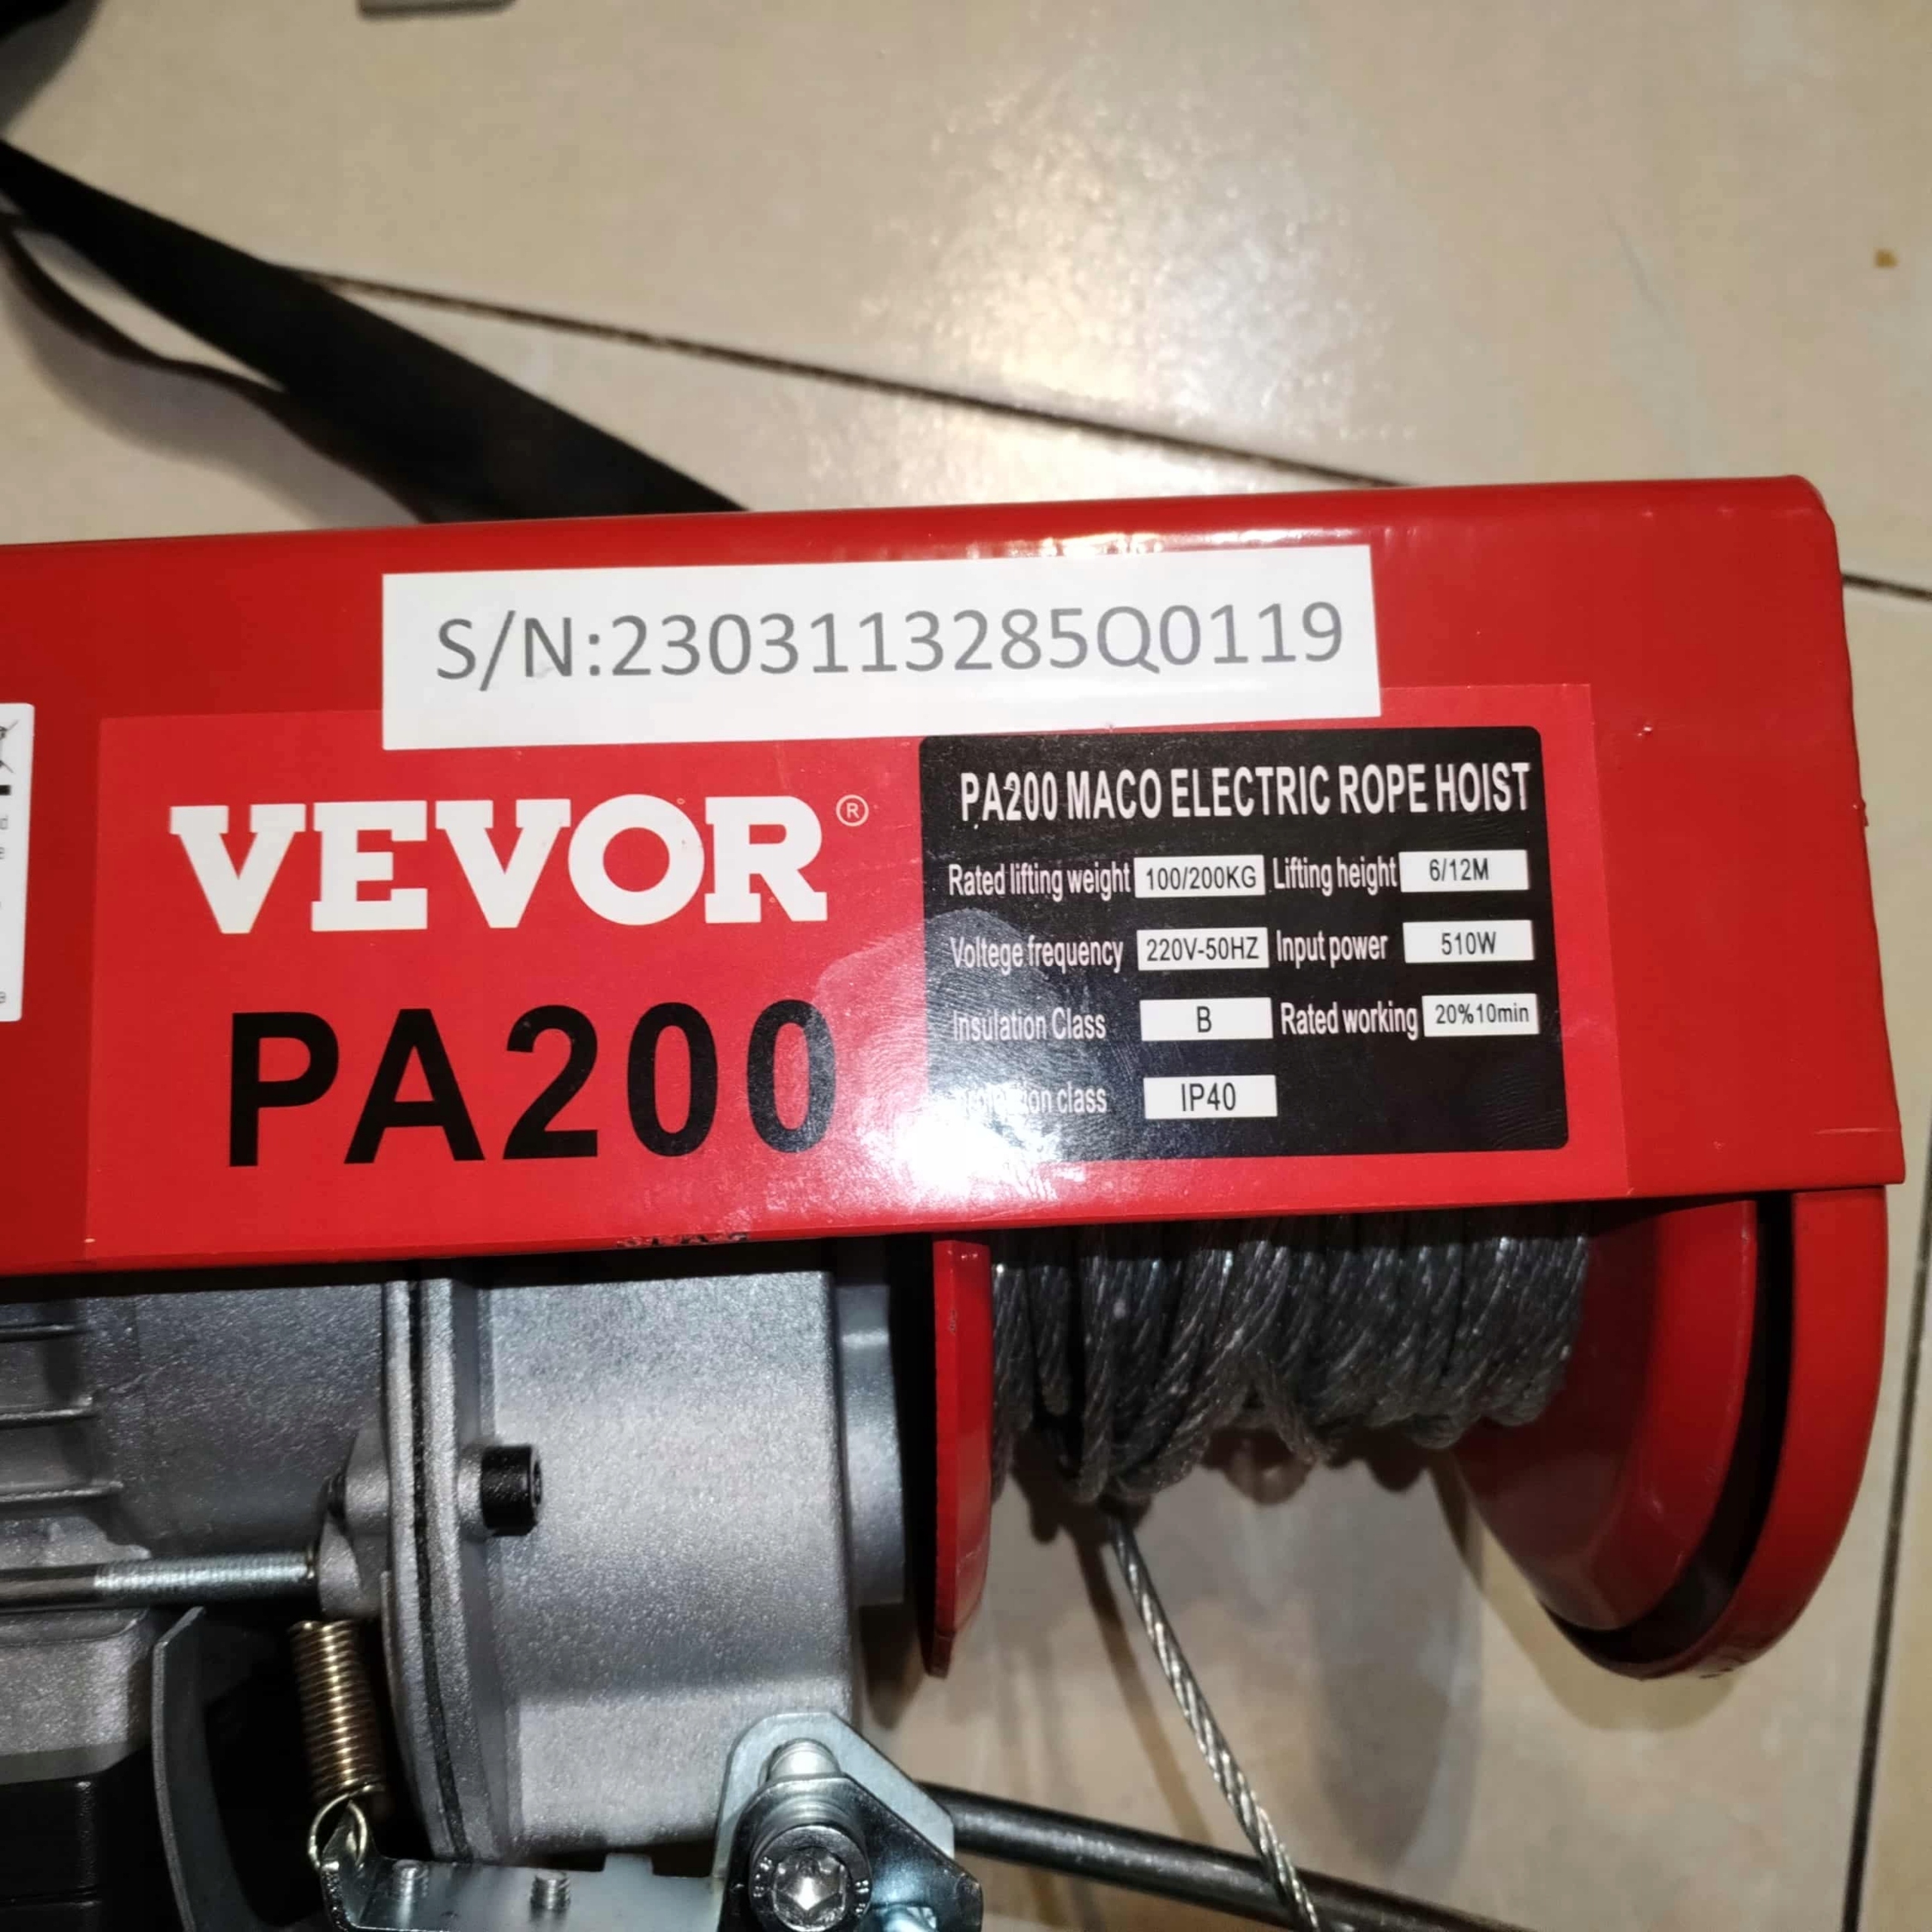 S/N:2303113285Q0119
VEVOR®
PA200
PA200 MACO ELECTRIC ROPE HOIST
Rated lifting weight 100/200KG Lifting height 6/12M
Voltege frequency 220V-50HZ Input power 510W
Insulation Class B Rated working 20%10min
class IP40